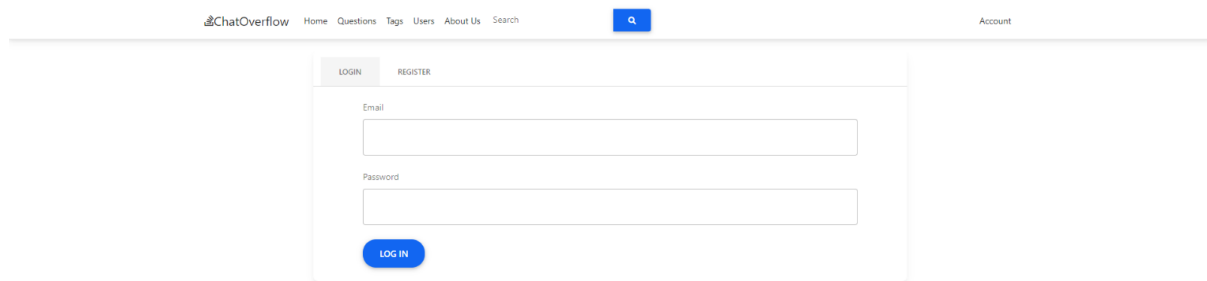 ChatOverflow Home Questions Tags Users About Us Search Account
LOGIN REGISTER
Email
Password
LOG IN